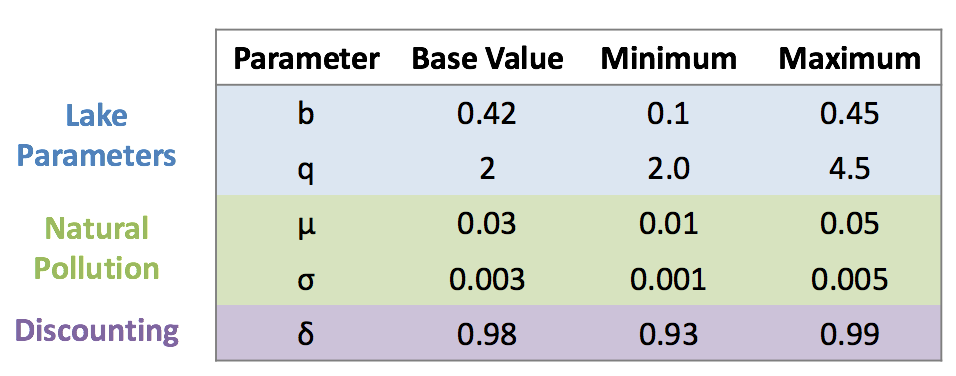 Parameter Base Value Minimum Maximum
Lake Parameters
b 0.42 0.1 0.45
q 2 2.0 4.5
Natural Pollution
μ 0.03 0.01 0.05
σ 0.003 0.001 0.005
Discounting
δ 0.98 0.93 0.99